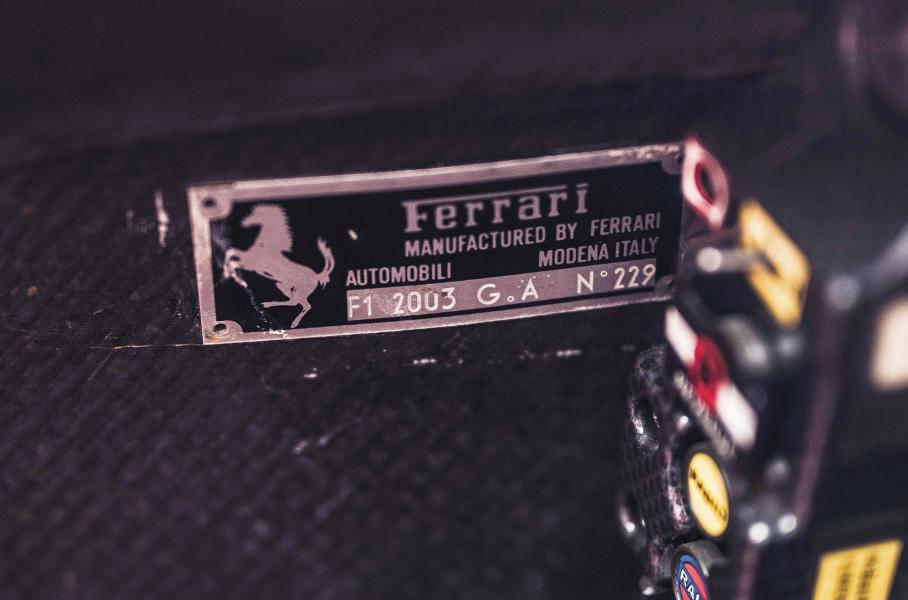 Ferrari
MANUFACTURED BY FERRARI
AUTOMOBILI MODENA ITALY
F1 2003 G.A N°229